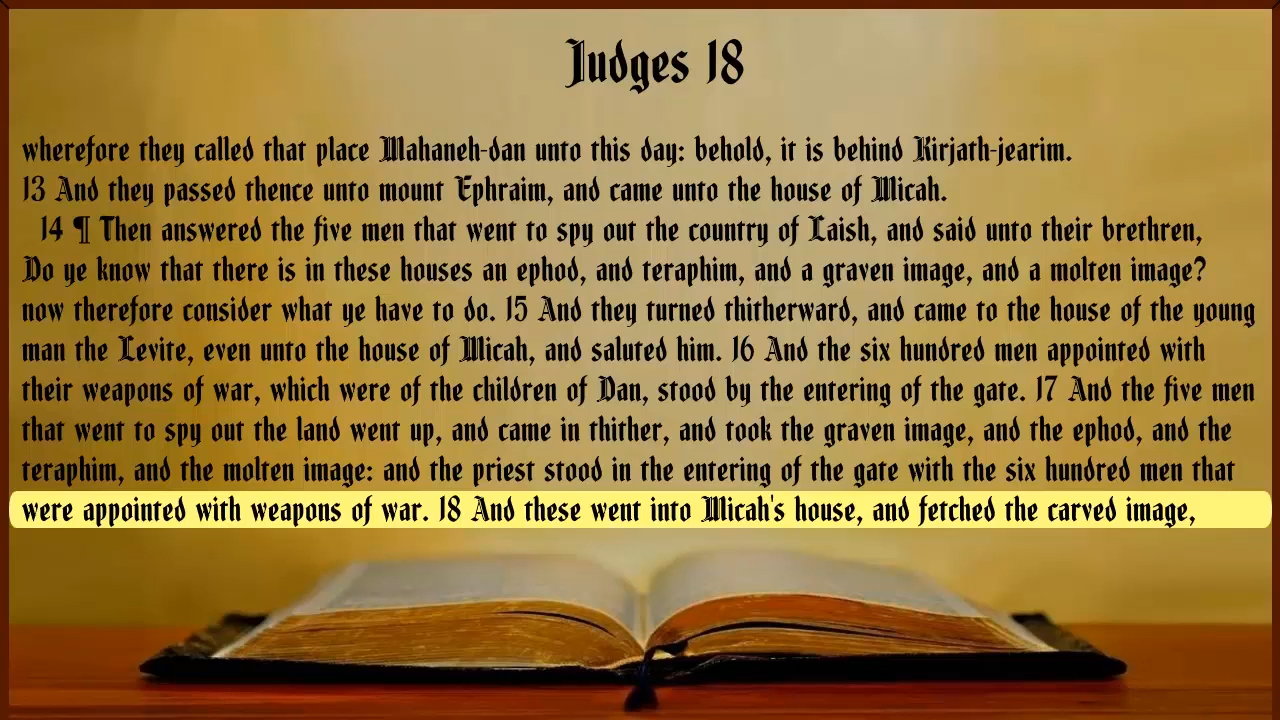 Judges 18
wherefore they called that place Mahaneh-dan unto this day: behold, it is behind Kirjath-jearim.
13 And they passed thence unto mount Ephraim, and came unto the house of Micah.
14 ¶ Then answered the five men that went to spy out the country of Laish, and said unto their brethren,
Do ye know that there is in these houses an ephod, and teraphim, and a graven image, and a molten image?
now therefore consider what ye have to do. 15 And they turned thitherward, and came to the house of the young
man the Levite, even unto the house of Micah, and saluted him. 16 And the six hundred men appointed with
their weapons of war, which were of the children of Dan, stood by the entering of the gate. 17 And the five men
that went to spy out the land went up, and came in thither, and took the graven image, and the ephod, and the
teraphim, and the molten image: and the priest stood in the entering of the gate with the six hundred men that
were appointed with weapons of war. 18 And these went into Micah's house, and fetched the carved image,